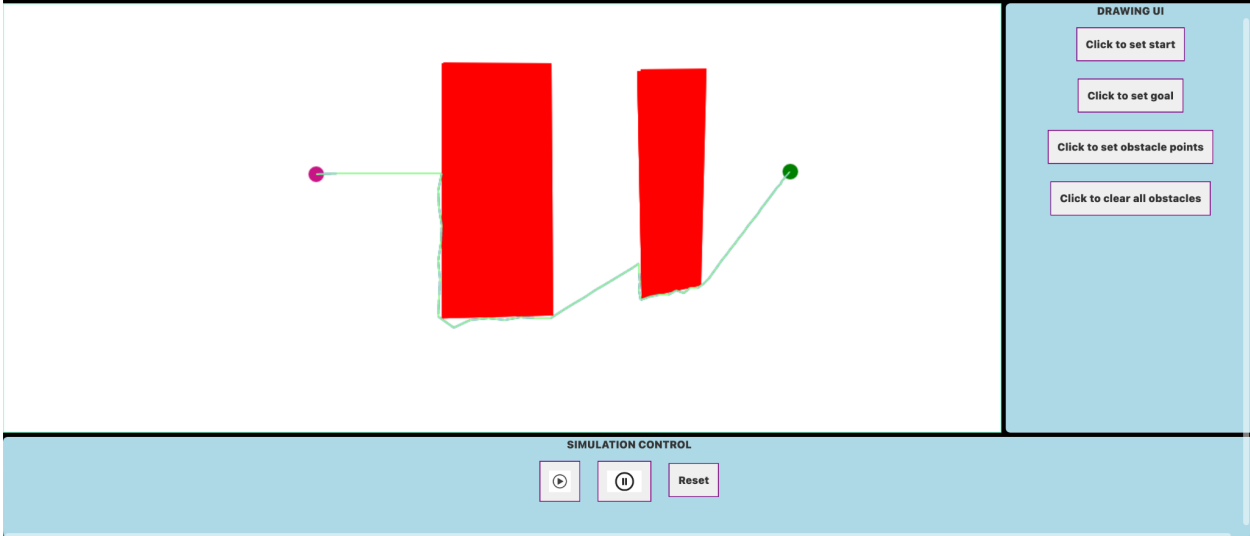 DRAWING UI
Click to set start
Click to set goal
Click to set obstacle points
Click to clear all obstacles
SIMULATION CONTROL
Reset